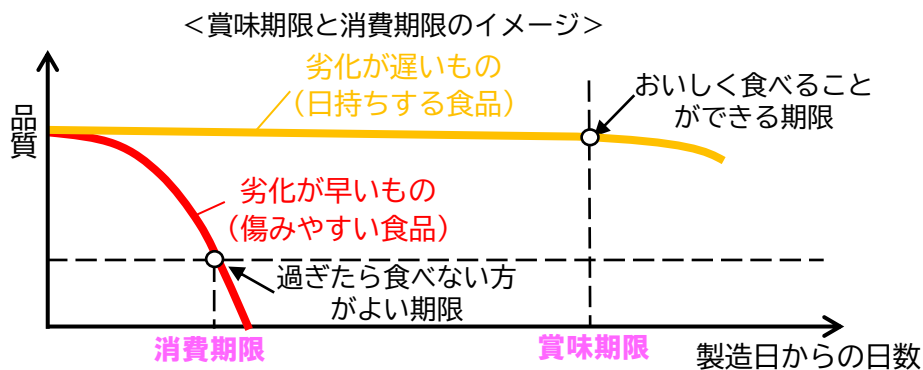 ＜賞味期限と消費期限のイメージ＞
劣化が遅いもの
（日持ちする食品）
おいしく食べること
ができる期限
品質
劣化が早いもの
（傷みやすい食品）
過ぎたら食べない方
がよい期限
消費期限
賞味期限
製造日からの日数